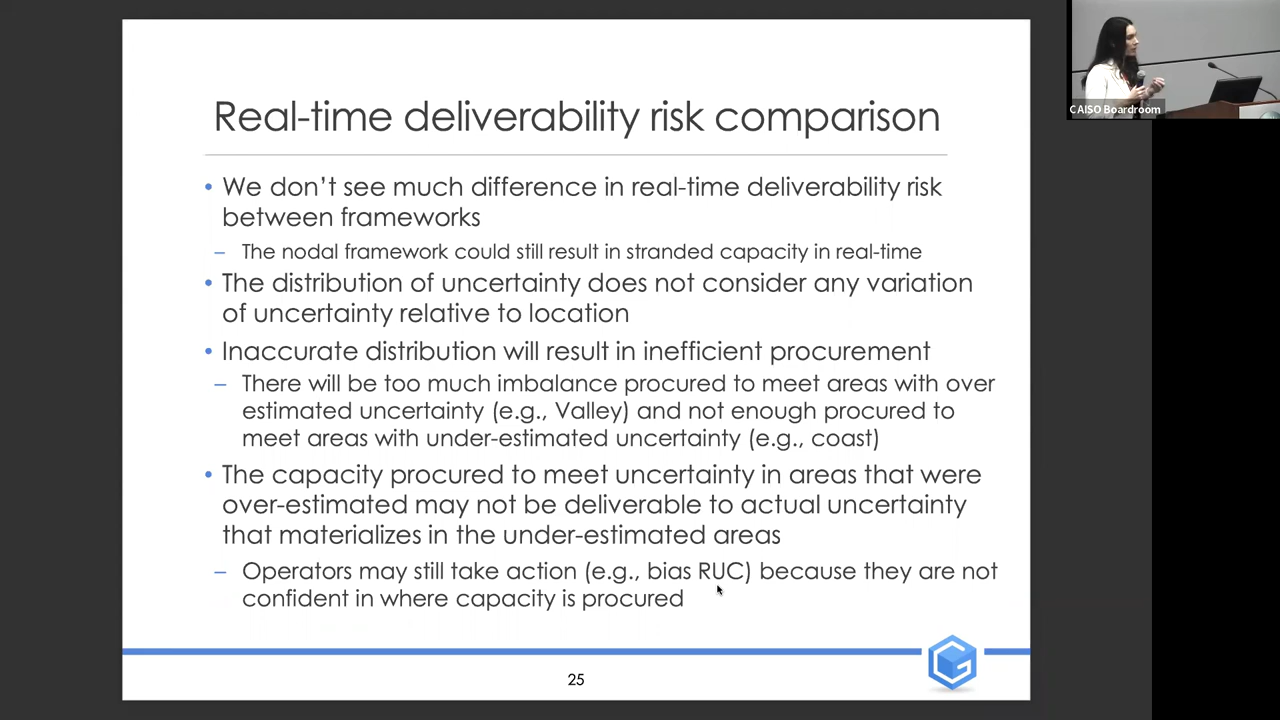 Real-time deliverability risk comparison
• We don't see much difference in real-time deliverability risk
between frameworks
– The nodal framework could still result in stranded capacity in real-time
• The distribution of uncertainty does not consider any variation
of uncertainty relative to location
• Inaccurate distribution will result in inefficient procurement
– There will be too much imbalance procured to meet areas with over
estimated uncertainty (e.g., Valley) and not enough procured to
meet areas with under-estimated uncertainty (e.g., coast)
• The capacity procured to meet uncertainty in areas that were
over-estimated may not be deliverable to actual uncertainty
that materializes in the under-estimated areas
– Operators may still take action (e.g., bias RUC) because they are not
confident in where capacity is procured
25
CAISO Boardroom